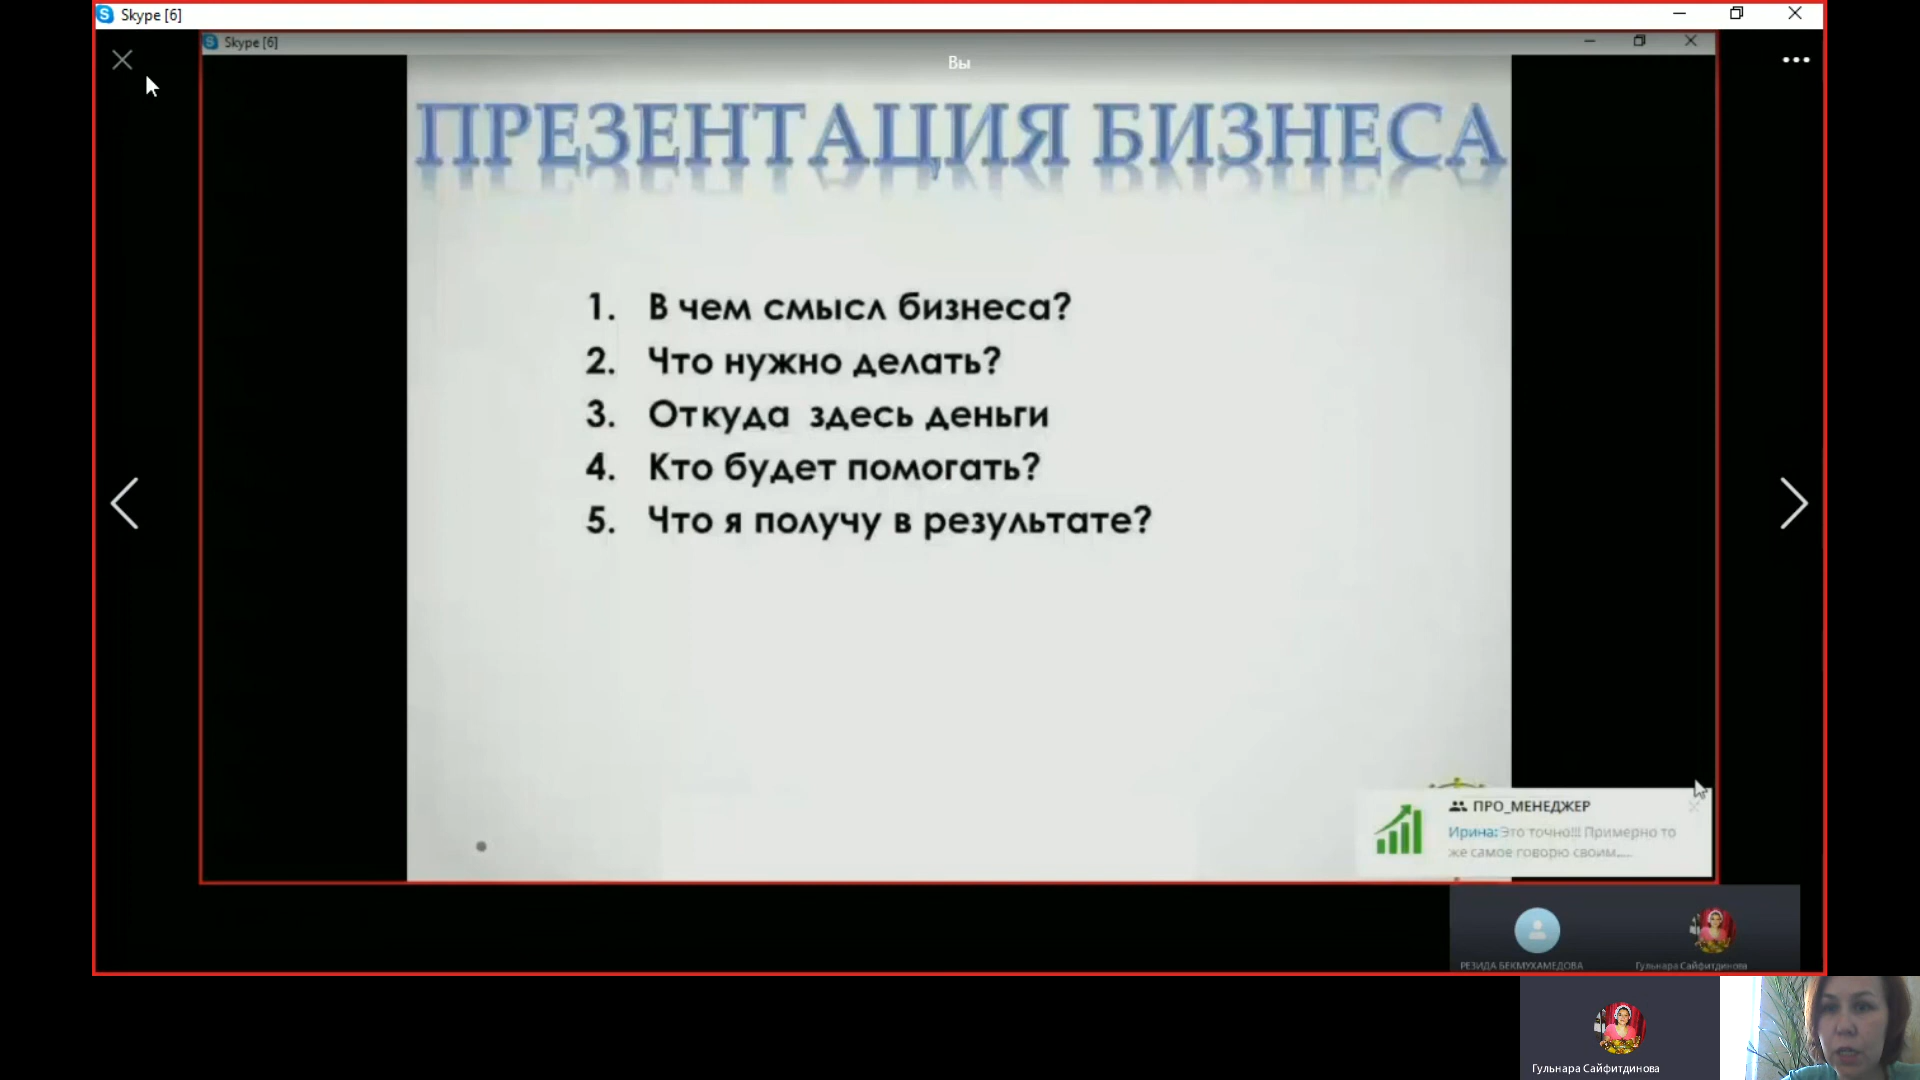 Skype [6]
Skype [6]
Вы
ПРЕЗЕНТАЦИЯ БИЗНЕСА
1. В чем смысл бизнеса?
2. Что нужно делать?
3. Откуда здесь деньги
4. Кто будет помогать?
5. Что я получу в результате?
ПРО_МЕНЕДЖЕР
Ирина: Это точно!!! Примерно то
же самое говорю своим....
РЕЗИДА БЕКМУХАМЕДОВА
Гульнара Сайфитдинова
Гульнара Сайфитдинова